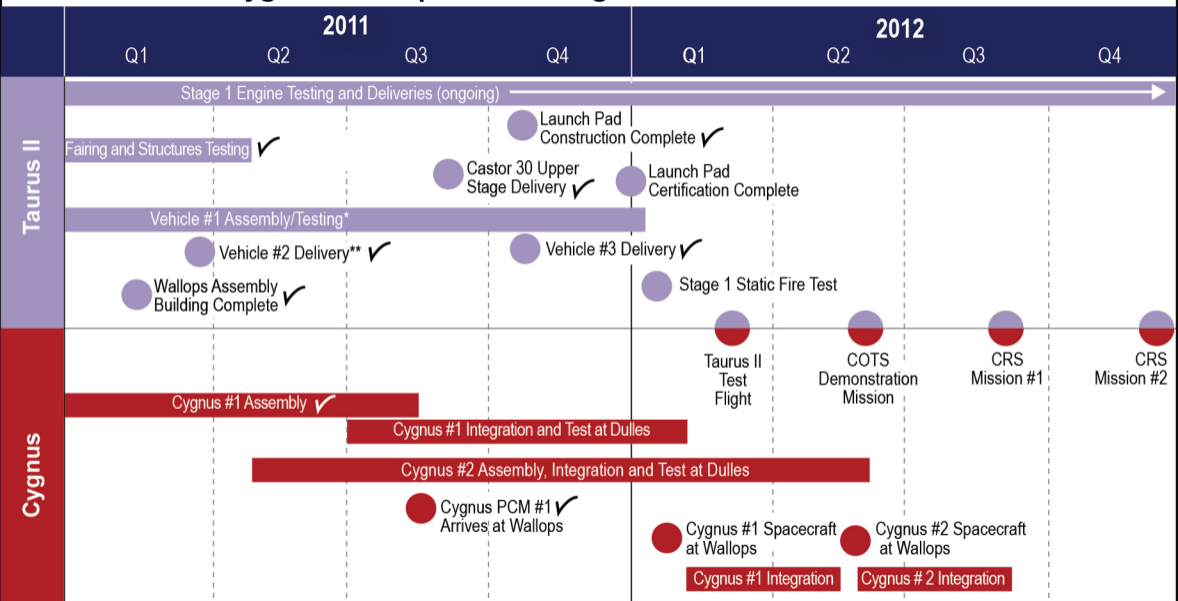 2011
2012
Q1 Q2 Q3 Q4 Q1 Q2 Q3 Q4
Taurus II
Stage 1 Engine Testing and Deliveries (ongoing)
Launch Pad
Construction Complete
Fairing and Structures Testing
Castor 30 Upper
Stage Delivery
Launch Pad
Certification Complete
Vehicle #1 Assembly/Testing*
Vehicle #2 Delivery**
Vehicle #3 Delivery
Wallops Assembly
Building Complete
Stage 1 Static Fire Test
Taurus II
Test
Flight
COTS
Demonstration
Mission
CRS
Mission #1
CRS
Mission #2
Cygnus
Cygnus #1 Assembly
Cygnus #1 Integration and Test at Dulles
Cygnus #2 Assembly, Integration and Test at Dulles
Cygnus PCM #1
Arrives at Wallops
Cygnus #1 Spacecraft
at Wallops
Cygnus #2 Spacecraft
at Wallops
Cygnus #1 Integration
Cygnus # 2 Integration